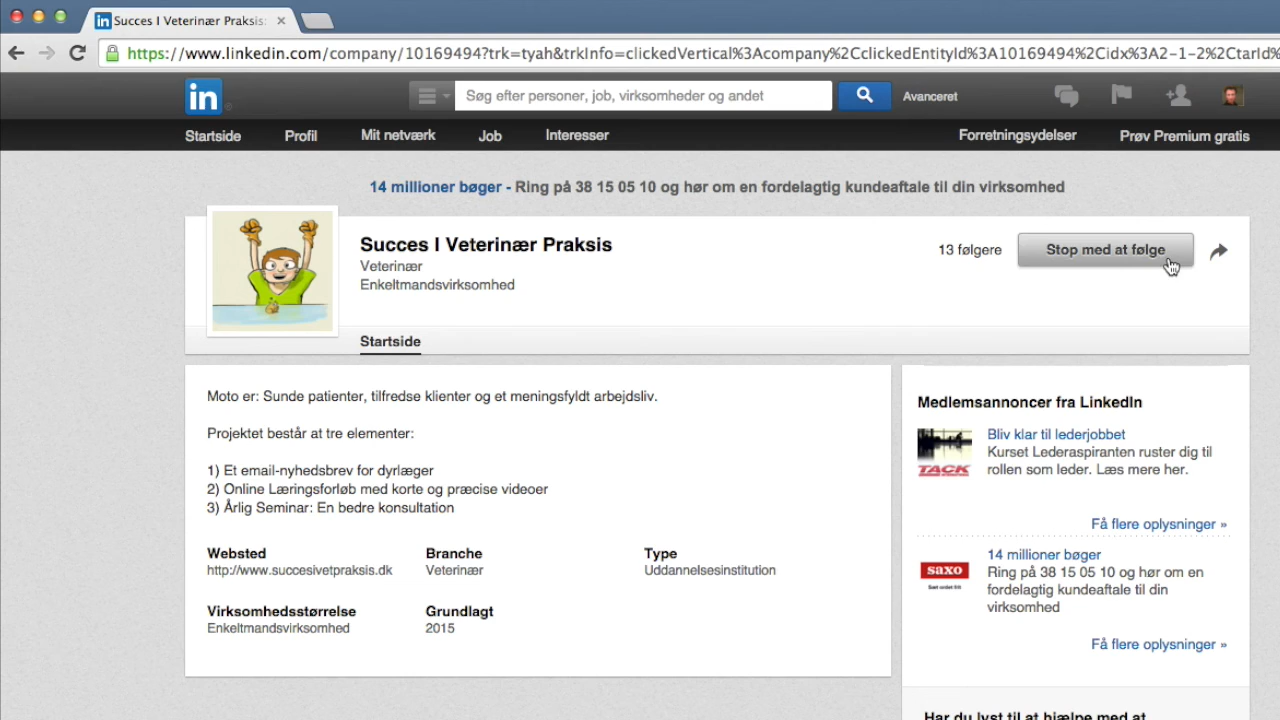 Succes I Veterinær Praksis:
https://www.linkedin.com/company/10169494?trk=tyah&trkInfo=clickedVertical%3Acompany%2CclickedEntityId%3A10169494%2Cidx%3A2-1-2%2CtarId%
in
Søg efter personer, job, virksomheder og andet
Avanceret
Startside Profil Mit netværk Job Interesser Forretningsydelser Prøv Premium gratis
14 millioner bøger - Ring på 38 15 05 10 og hør om en fordelagtig kundeaftale til din virksomhed
Succes I Veterinær Praksis
Veterinær
Enkeltmandsvirksomhed
13 følgere
Stop med at følge
Startside
Moto er: Sunde patienter, tilfredse klienter og et meningsfyldt arbejdsliv.
Projektet består at tre elementer:
1) Et email-nyhedsbrev for dyrlæger
2) Online Læringsforløb med korte og præcise videoer
3) Årlig Seminar: En bedre konsultation
Websted Branche Type
http://www.succesivetpraksis.dk Veterinær Uddannelsesinstitution
Virksomhedsstørrelse Grundlagt
Enkeltmandsvirksomhed 2015
Medlemsannoncer fra LinkedIn
Bliv klar til lederjobbet
Kurset Lederaspiranten ruster dig til
rollen som leder. Læs mere her.
TACK
Få flere oplysninger »
14 millioner bøger
Ring på 38 15 05 10 og hør om en
fordelagtig kundeaftale til din
virksomhed
saxo
Få flere oplysninger »
Har du lyst til at hjælpe med at